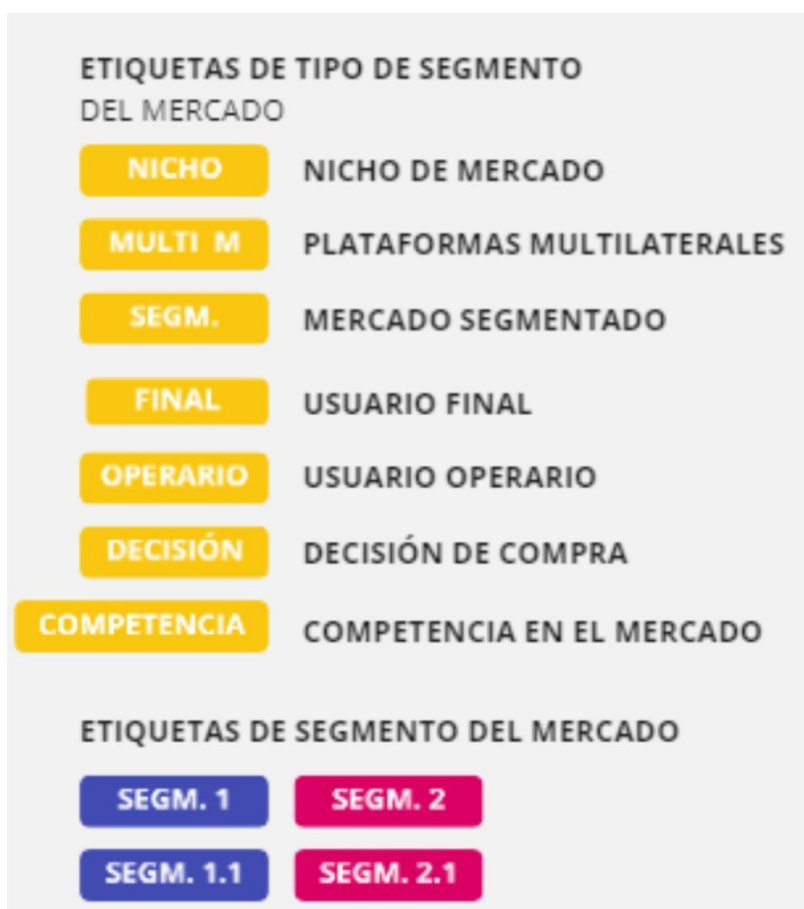 ETIQUETAS DE TIPO DE SEGMENTO
DEL MERCADO
NICHO NICHO DE MERCADO
MULTI M PLATAFORMAS MULTILATERALES
SEGM. MERCADO SEGMENTADO
FINAL USUARIO FINAL
OPERARIO USUARIO OPERARIO
DECISIÓN DECISIÓN DE COMPRA
COMPETENCIA COMPETENCIA EN EL MERCADO
ETIQUETAS DE SEGMENTO DEL MERCADO
SEGM. 1 SEGM. 2
SEGM. 1.1 SEGM. 2.1